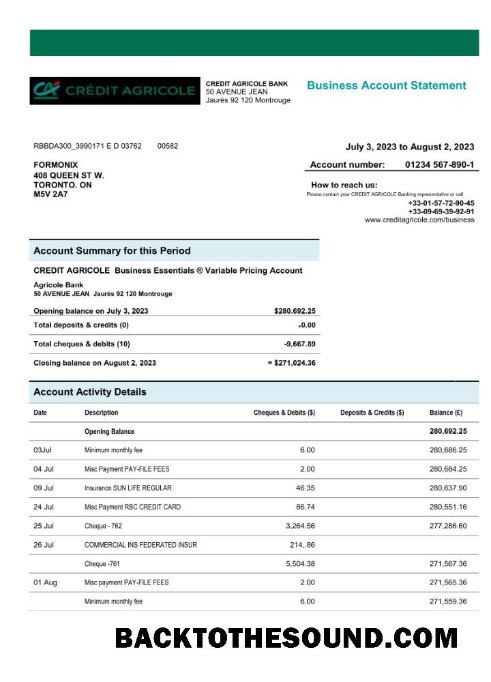 CRÉDIT AGRICOLE
CREDIT AGRICOLE BANK
50 AVENUE JEAN
Jaurès 92 120 Montrouge
Business Account Statement
RBBDA300_3990171 E D 03762 00582
July 3, 2023 to August 2, 2023
FORMONIX
408 QUEEN ST W.
TORONTO. ON
M5V 2A7
Account number: 01234 567-890-1
How to reach us:
Please contact your CREDIT AGRICOLE Banking representative or call
+33-01-57-72-90-45
+33-09-69-39-92-91
www.creditagricole.com/business
Account Summary for this Period
CREDIT AGRICOLE Business Essentials ® Variable Pricing Account
Agricole Bank
50 AVENUE JEAN Jaurès 92 120 Montrouge
Opening balance on July 3, 2023 $280.692.25
Total deposits & credits (0) -0.00
Total cheques & debits (10) -9,667.89
Closing balance on August 2, 2023 = $271,024.36
Account Activity Details
Date Description Cheques & Debits ($) Deposits & Credits ($) Balance (£)
Opening Balance 280,692.25
03Jul Minimum monthly fee 6.00 280,686.25
04 Jul Misc Payment PAY-FILE FEES 2.00 280,684.25
09 Jul Insurance SUN LIFE REGULAR 46.35 280,637.90
24 Jul Misc Payment RBC CREDIT CARD 86.74 280,551.16
25 Jul Cheque - 762 3,264.56 277,286.60
26 Jul COMMERCIAL INS FEDERATED INSUR 214,.86
Cheque -761 5,504.38 271,567.36
01 Aug Misc payment PAY-FILE FEES 2.00 271,565.36
Minimum monthly fee 6.00 271,559.36
BACKTOTHESOUND.COM